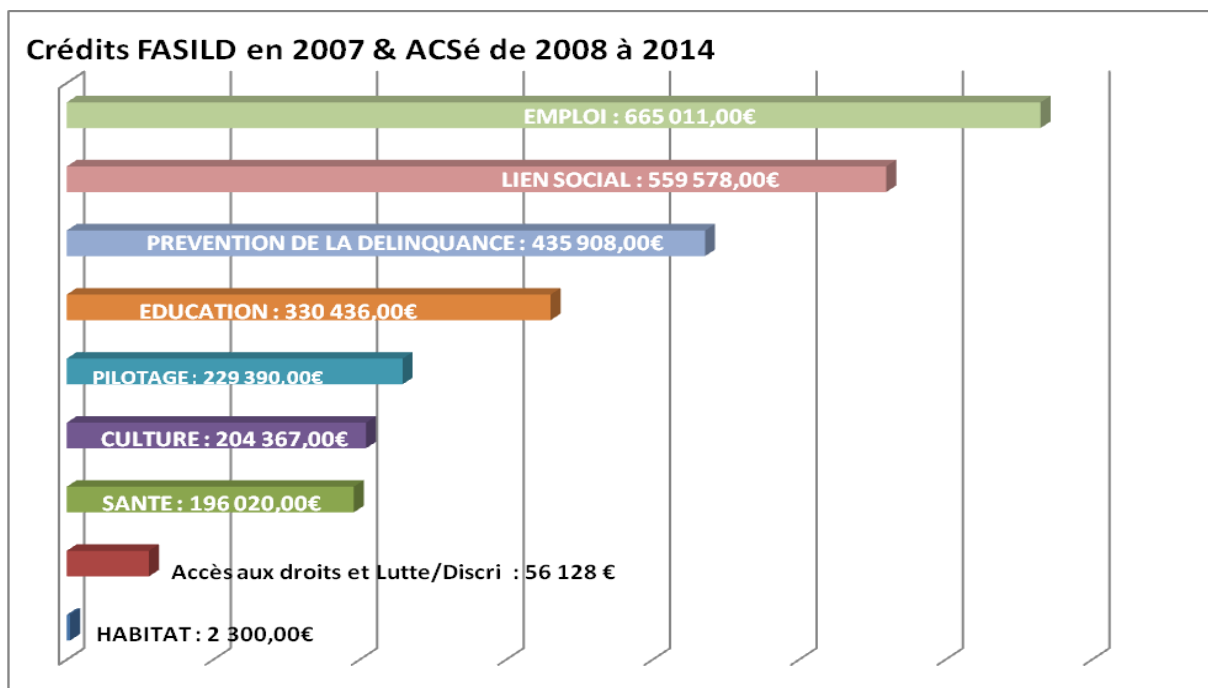 Crédits FASILD en 2007 & ACSé de 2008 à 2014
EMPLOI : 665 011,00€
LIEN SOCIAL : 559 578,00€
PREVENTION DE LA DELINQUANCE : 435 908,00€
EDUCATION : 330 436,00€
PILOTAGE : 229 390,00€
CULTURE : 204 367,00€
SANTE : 196 020,00€
Accès aux droits et Lutte/Discri : 56 128 €
HABITAT : 2 300,00€